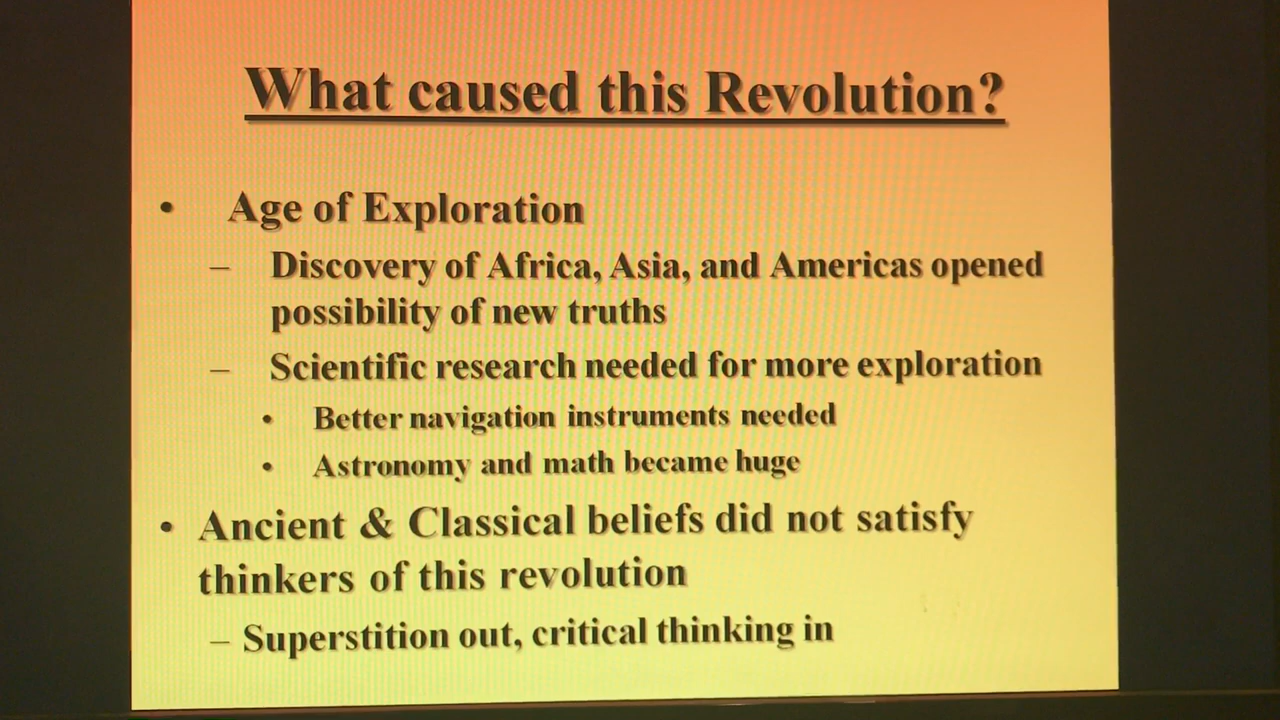 What caused this Revolution?
• Age of Exploration
– Discovery of Africa, Asia, and Americas opened
possibility of new truths
– Scientific research needed for more exploration
• Better navigation instruments needed
• Astronomy and math became huge
• Ancient & Classical beliefs did not satisfy
thinkers of this revolution
– Superstition out, critical thinking in